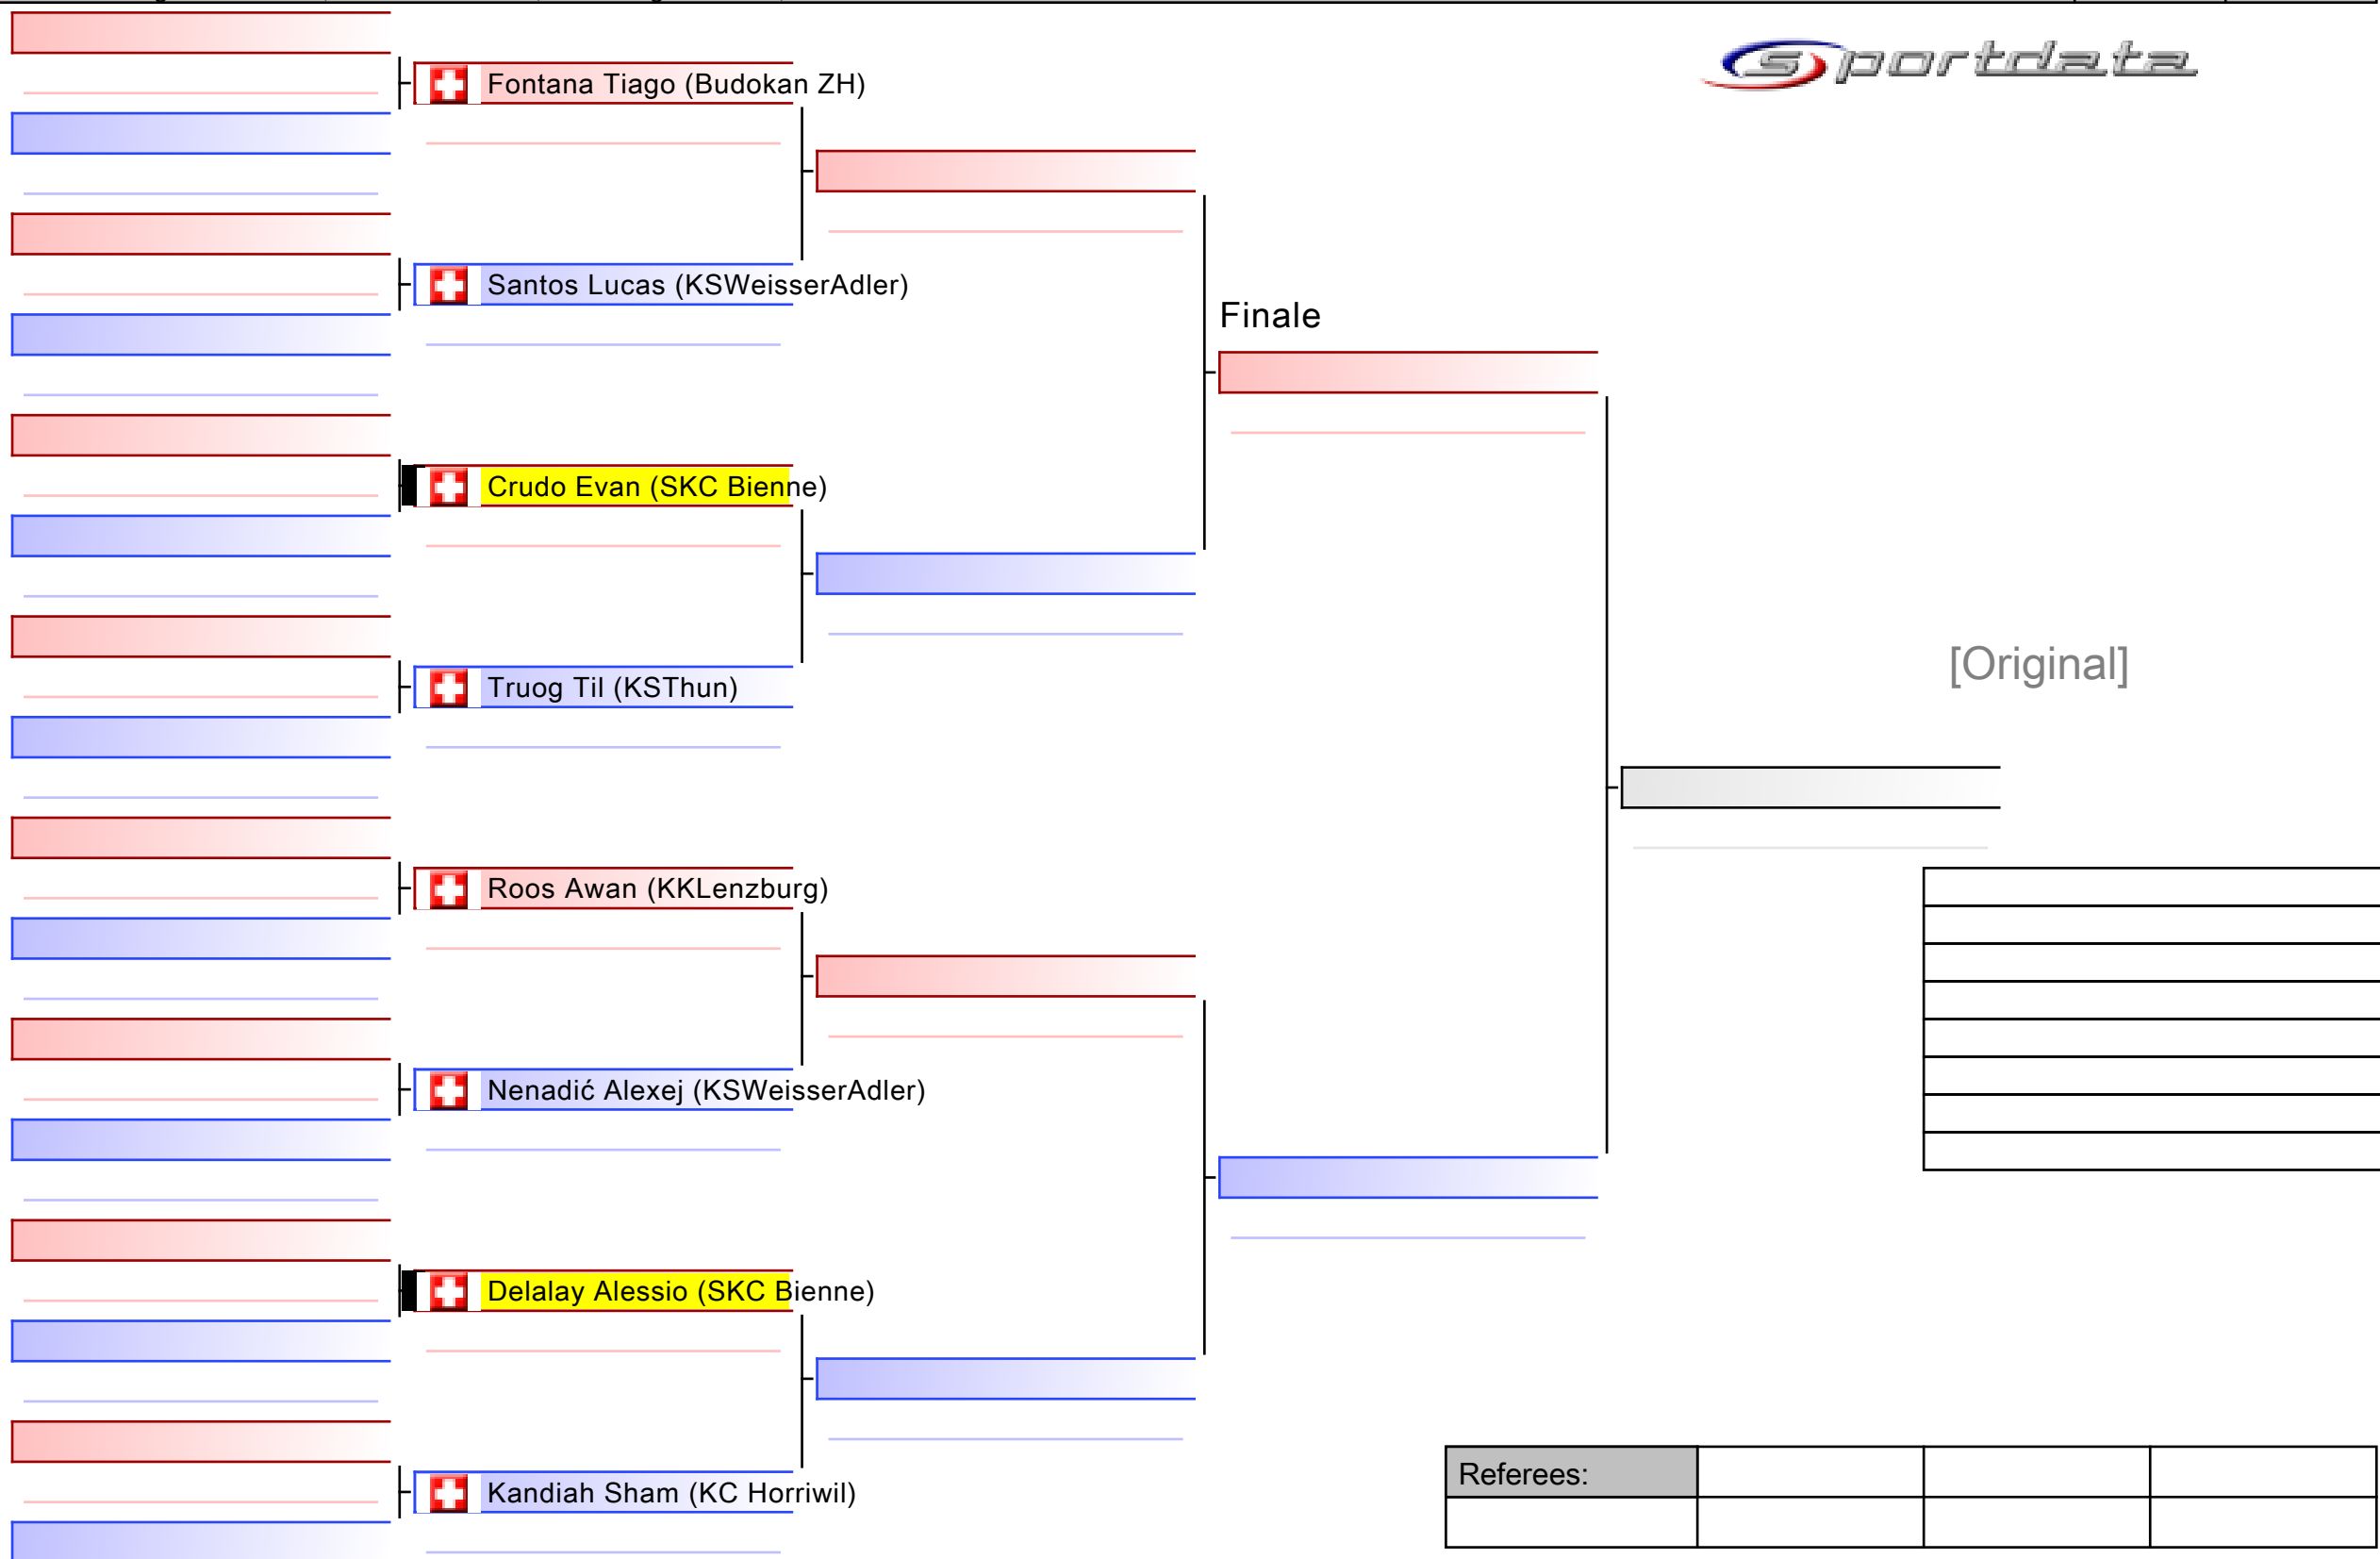 sportdata
Fontana Tiago (Budokan ZH)
Santos Lucas (KSWeisserAdler)
Finale
Crudo Evan (SKC Bienne)
Truog Til (KSThun)
[Original]
Roos Awan (KKLenzburg)
Nenadić Alexej (KSWeisserAdler)
Delalay Alessio (SKC Bienne)
Referees:
Kandiah Sham (KC Horriwil)